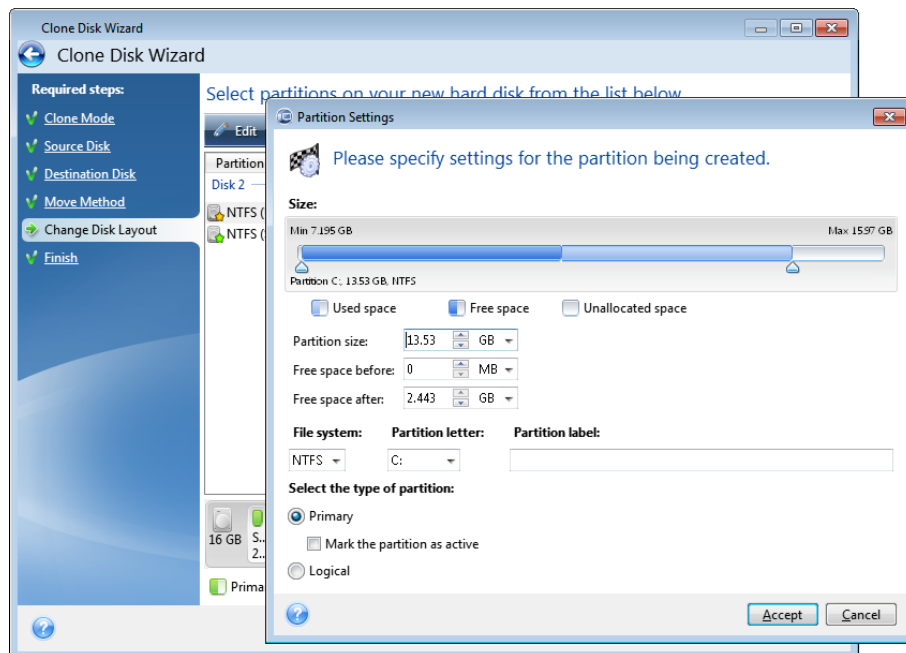 Clone Disk Wizard
Clone Disk Wizard
Required steps:
Clone Mode
Source Disk
Destination Disk
Move Method
Change Disk Layout
Finish
Select partitions on your new hard disk from the list below
Edit
Partition
Disk 2
NTFS (
NTFS (
16 GB
S...
2...
Prima
Partition Settings
Please specify settings for the partition being created.
Size:
Min 7.195 GB Max 15.97 GB
Partition C:, 13.53 GB, NTFS
Used space Free space Unallocated space
Partition size: 13.53 GB
Free space before: 0 MB
Free space after: 2.443 GB
File system: Partition letter: Partition label:
NTFS C:
Select the type of partition:
Primary
Mark the partition as active
Logical
Accept Cancel